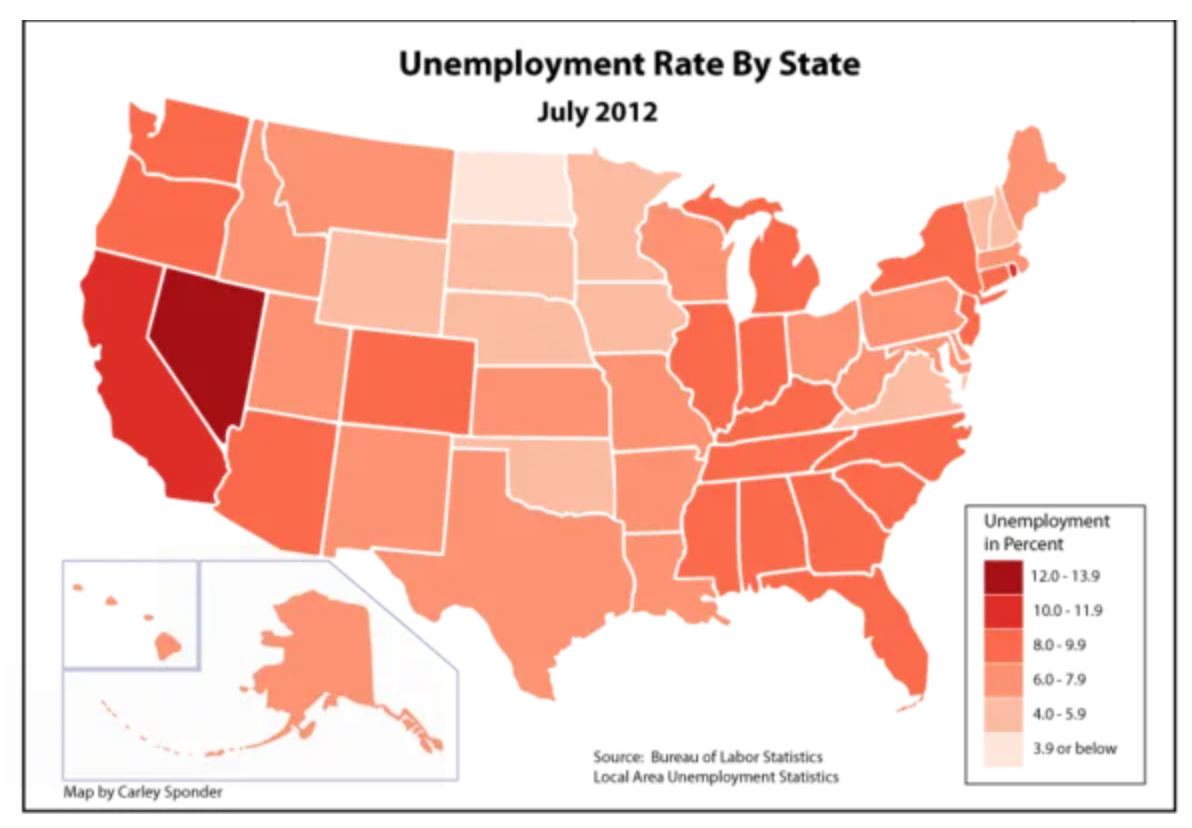 Unemployment Rate By State
July 2012
Unemployment
in Percent
12.0 - 13.9
10.0 - 11.9
8.0 - 9.9
6.0 - 7.9
4.0 - 5.9
3.9 or below
Source: Bureau of Labor Statistics
Local Area Unemployment Statistics
Map by Carley Sponder